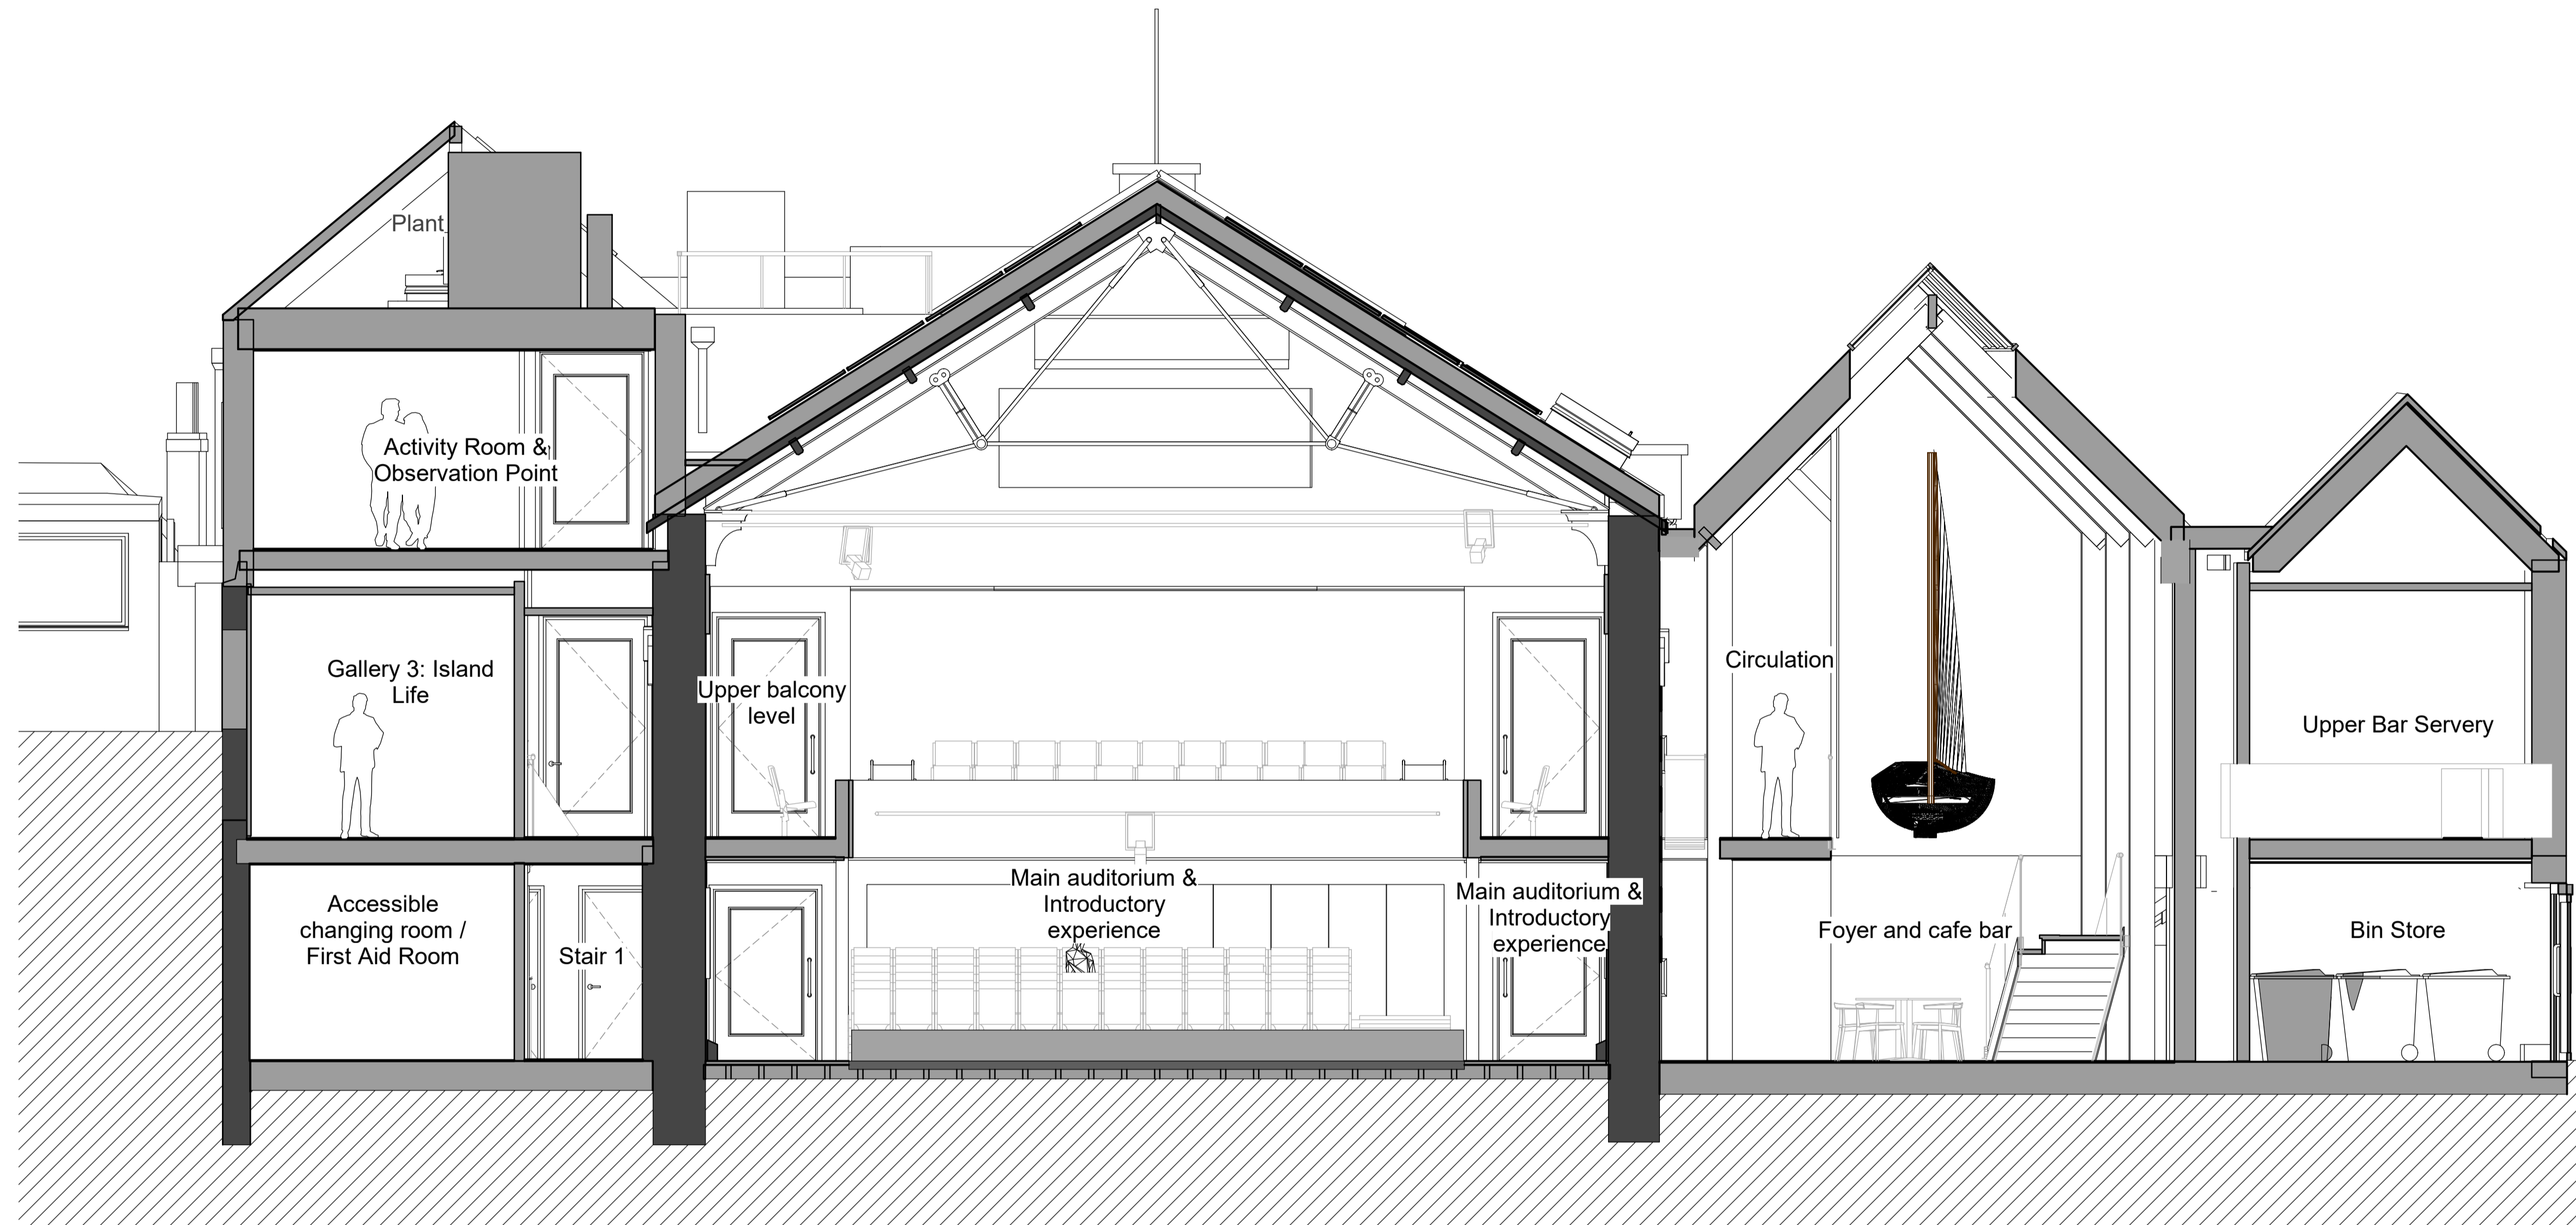 Plant
Activity Room &
Observation Point
Gallery 3: Island
Life
Upper balcony
level
Circulation
Upper Bar Servery
Accessible
changing room /
First Aid Room
Stair 1
Main auditorium &
Introductory
experience
Main auditorium &
Introductory
experience
Foyer and cafe bar
Bin Store